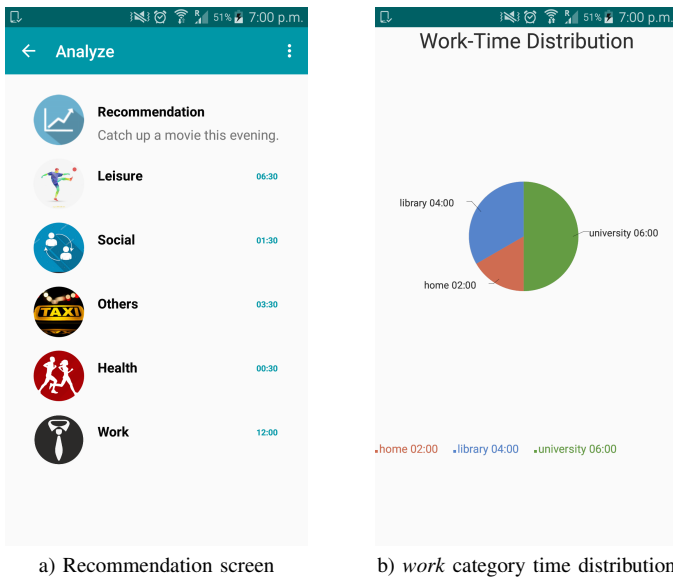 51% 7:00 p.m.
Analyze
Recommendation
Catch up a movie this evening.
Leisure 06:30
Social 01:30
TAXI
Others 03:30
Health 00:30
Work 12:00
a) Recommendation screen
R 51% 7:00 p.m.
Work-Time Distribution
library 04:00
university 06:00
home 02:00
home 02:00 library 04:00 university 06:00
b) work category time distribution